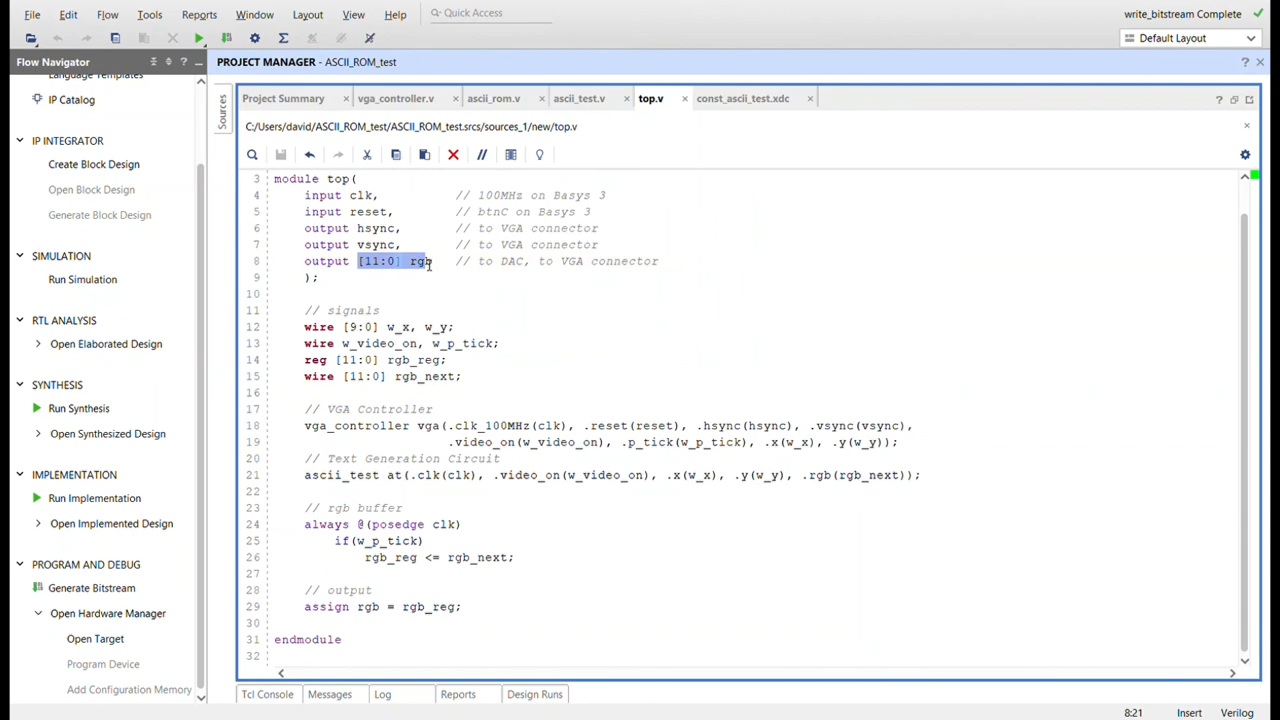 File Edit Flow Tools Reports Window Layout View Help Quick Access write_bitstream Complete
Default Layout
Flow Navigator ? PROJECT MANAGER - ASCII_ROM_test ?
Language Templates
IP Catalog
IP INTEGRATOR
Create Block Design
Open Block Design
Generate Block Design
SIMULATION
Run Simulation
RTL ANALYSIS
Open Elaborated Design
SYNTHESIS
Run Synthesis
Open Synthesized Design
IMPLEMENTATION
Run Implementation
Open Implemented Design
PROGRAM AND DEBUG
Generate Bitstream
Open Hardware Manager
Open Target
Program Device
Add Configuration Memory
Sources
Project Summary vga_controller.v ascii_rom.v ascii_test.v top.v const_ascii_test.xdc ?
C:/Users/david/ASCII_ROM_test/ASCII_ROM_test.srcs/sources_1/new/top.v
3 module top(
4 input clk, // 100MHz on Basys 3
5 input reset, // btnC on Basys 3
6 output hsync, // to VGA connector
7 output vsync, // to VGA connector
8 output [11:0] rgb // to DAC, to VGA connector
9 );
10
11 // signals
12 wire [9:0] w_x, w_y;
13 wire w_video_on, w_p_tick;
14 reg [11:0] rgb_reg;
15 wire [11:0] rgb_next;
16
17 // VGA Controller
18 vga_controller vga(.clk_100MHz(clk), .reset(reset), .hsync(hsync), .vsync(vsync),
19 .video_on(w_video_on), .p_tick(w_p_tick), .x(w_x), .y(w_y));
20 // Text Generation Circuit
21 ascii_test at(.clk(clk), .video_on(w_video_on), .x(w_x), .y(w_y), .rgb(rgb_next));
22
23 // rgb buffer
24 always @(posedge clk)
25 if(w_p_tick)
26 rgb_reg <= rgb_next;
27
28 // output
29 assign rgb = rgb_reg;
30
31 endmodule
32
Tcl Console Messages Log Reports Design Runs
8:21 Insert Verilog